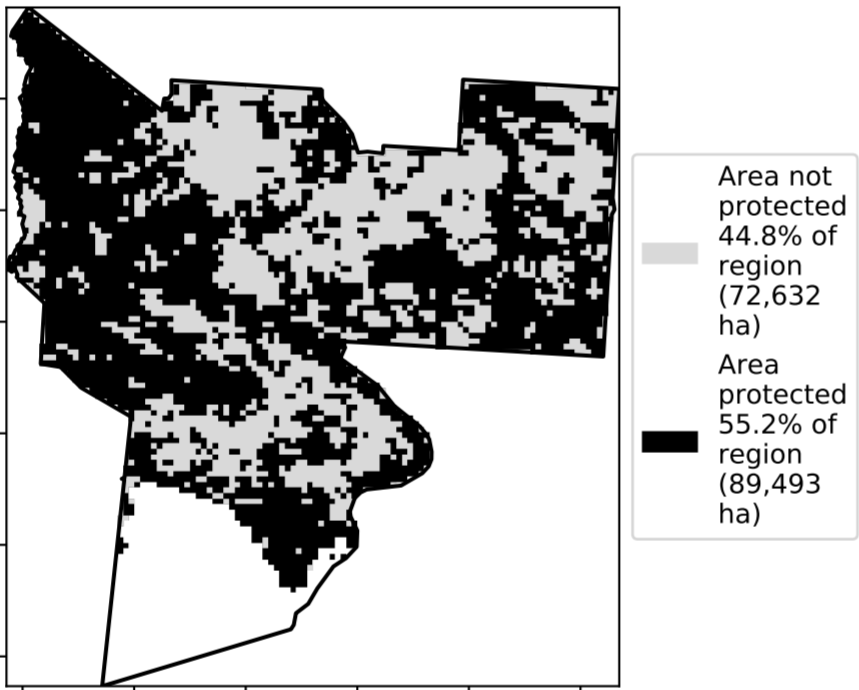 Area not
protected
44.8% of
region
(72,632
ha)
Area
protected
55.2% of
region
(89,493
ha)